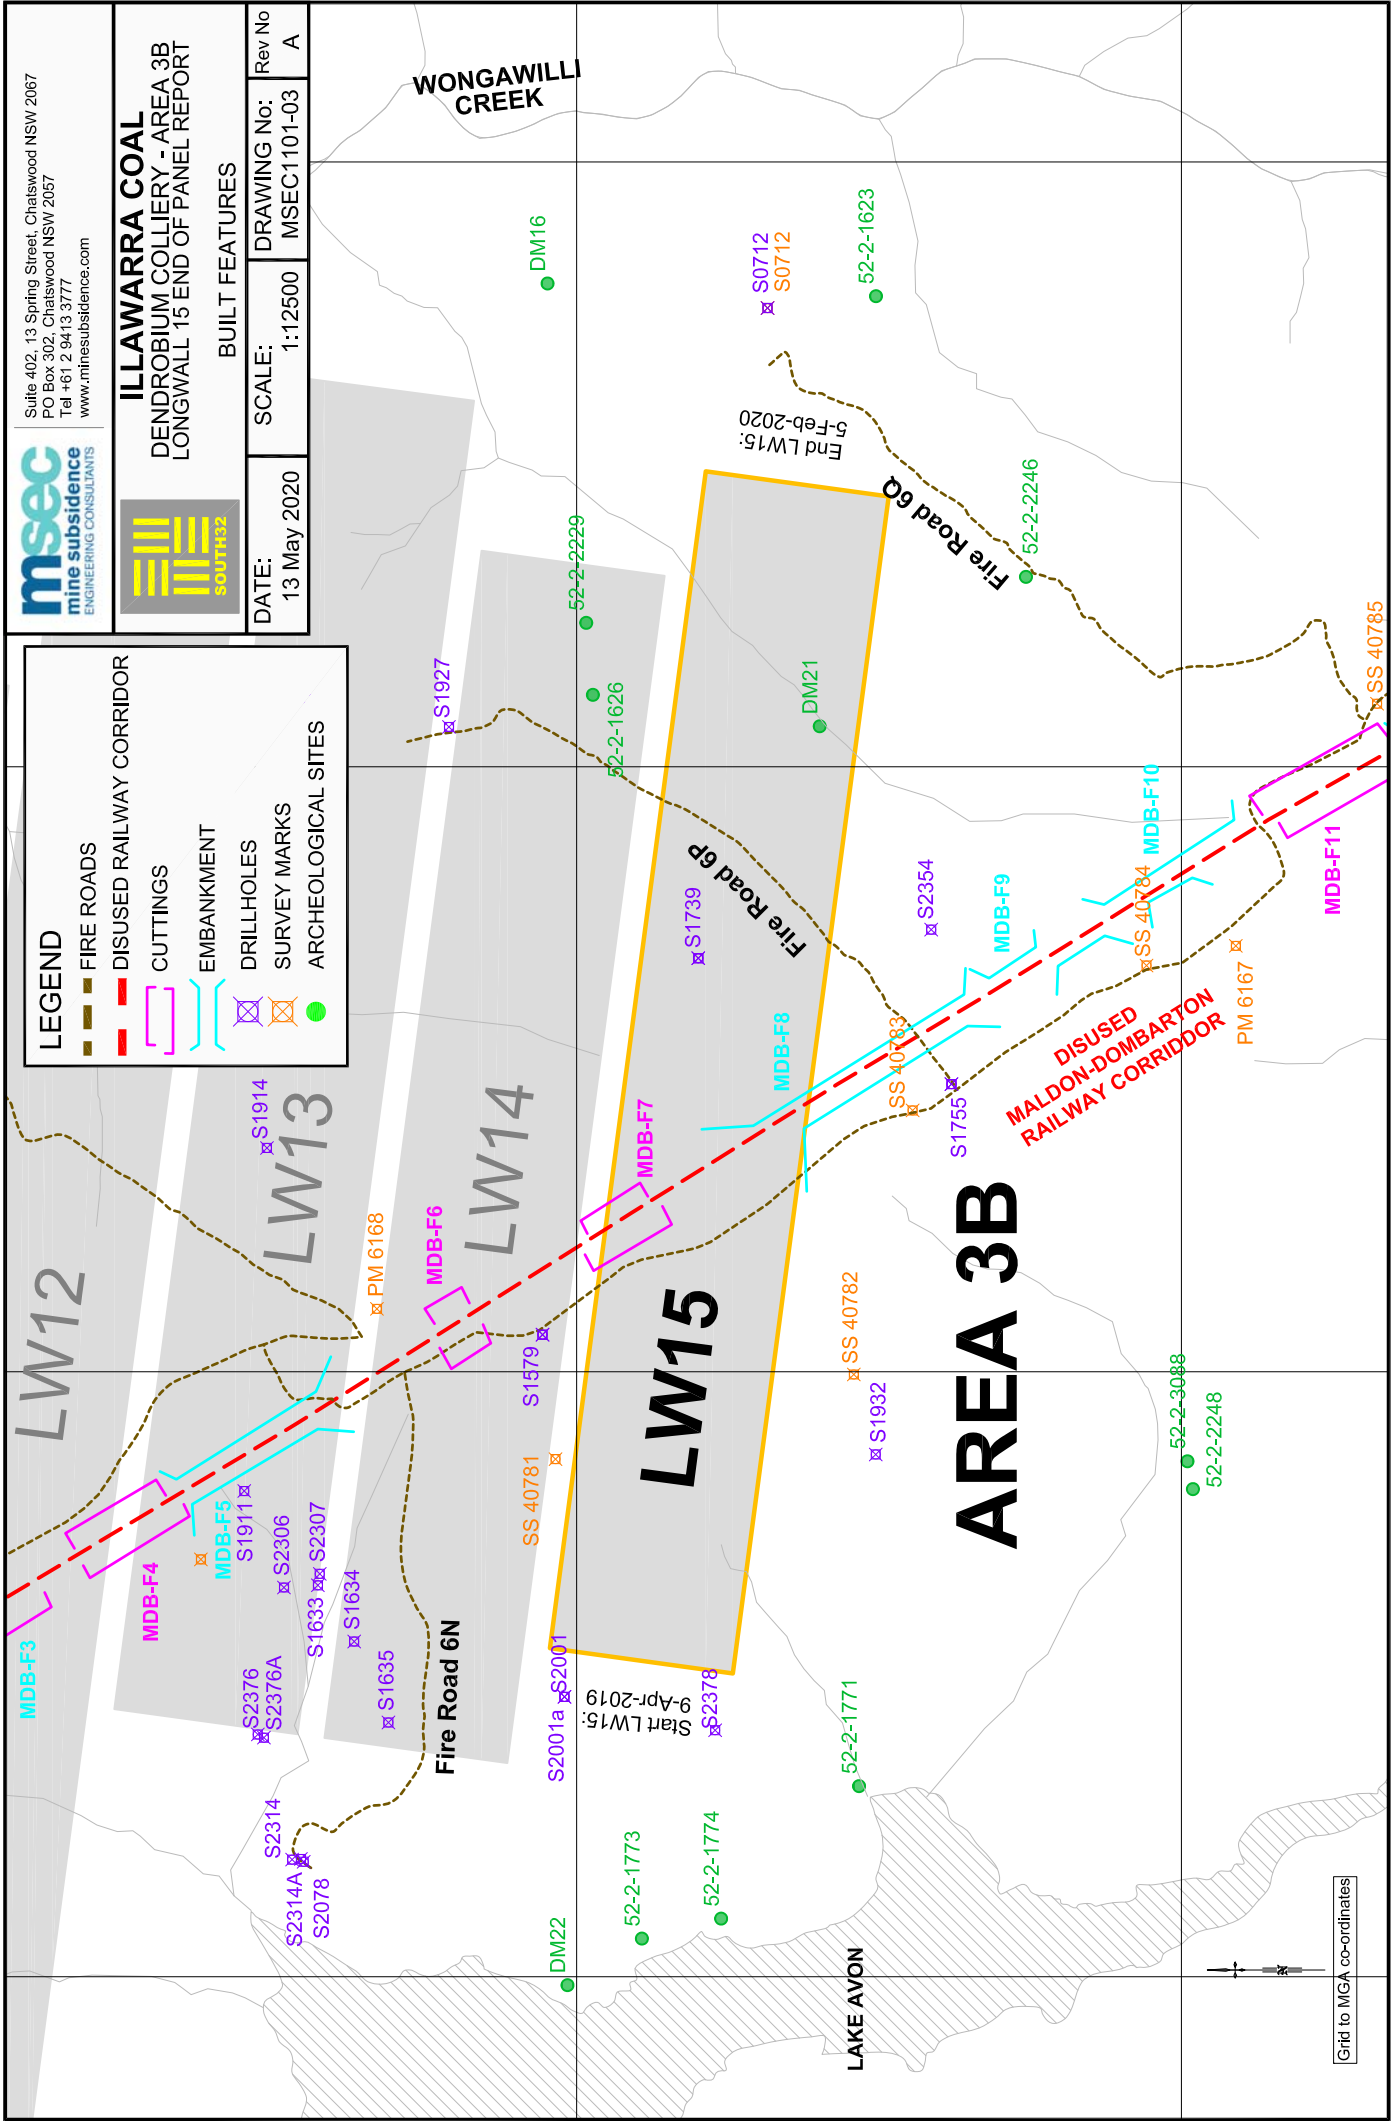 msec
mine subsidence
ENGINEERING CONSULTANTS
Suite 402, 13 Spring Street, Chatswood NSW 2067
PO Box 302, Chatswood NSW 2057
Tel +61 2 9413 3777
www.minesubsidence.com
SOUTH32
ILLAWARRA COAL
DENDROBIUM COLLIERY - AREA 3B
LONGWALL 15 END OF PANEL REPORT
BUILT FEATURES
DATE:
13 May 2020
SCALE:
1:12500
DRAWING No:
MSEC1101-03
Rev No
A
LEGEND
FIRE ROADS
DISUSED RAILWAY CORRIDOR
CUTTINGS
EMBANKMENT
DRILLHOLES
SURVEY MARKS
ARCHEOLOGICAL SITES
WONGAWILLI
CREEK
LW12
LW13
LW14
LW15
AREA 3B
MDB-F3
MDB-F4
MDB-F5
MDB-F6
MDB-F7
MDB-F8
MDB-F9
MDB-F10
MDB-F11
S1914
S1911
S2306
S2307
S1633
S1634
S1635
S2376
S2376A
S2314
S2314A
S2078
PM 6168
S1927
S1579
SS 40781
S2001a
S2001
Start LW15:
9-Apr-2019
S2378
End LW15:
5-Feb-2020
Fire Road 6N
Fire Road 6P
Fire Road 6Q
DM16
52-2-2229
52-2-1626
DM21
S0712
S0712
52-2-1623
52-2-2246
S1739
S2354
SS 40782
S1932
SS 40783
S1755
SS 40784
PM 6167
SS 40785
DISUSED
MALDON-DOMBARTON
RAILWAY CORRIDDOR
52-2-3088
52-2-2248
52-2-1771
52-2-1774
52-2-1773
DM22
LAKE AVON
N
Grid to MGA co-ordinates